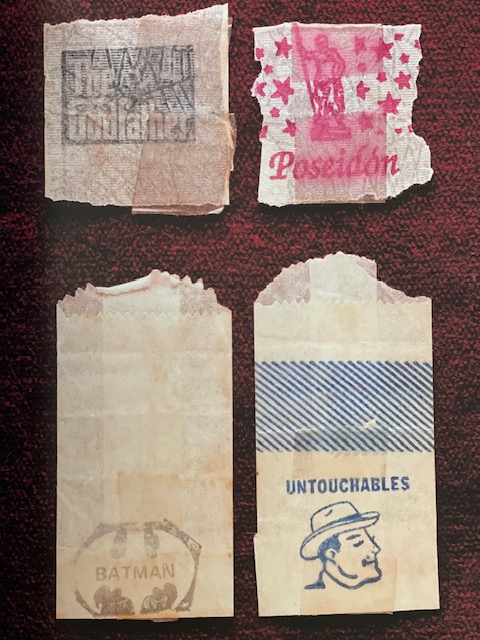 The
Godfather
Poseidón
BATMAN
UNTOUCHABLES